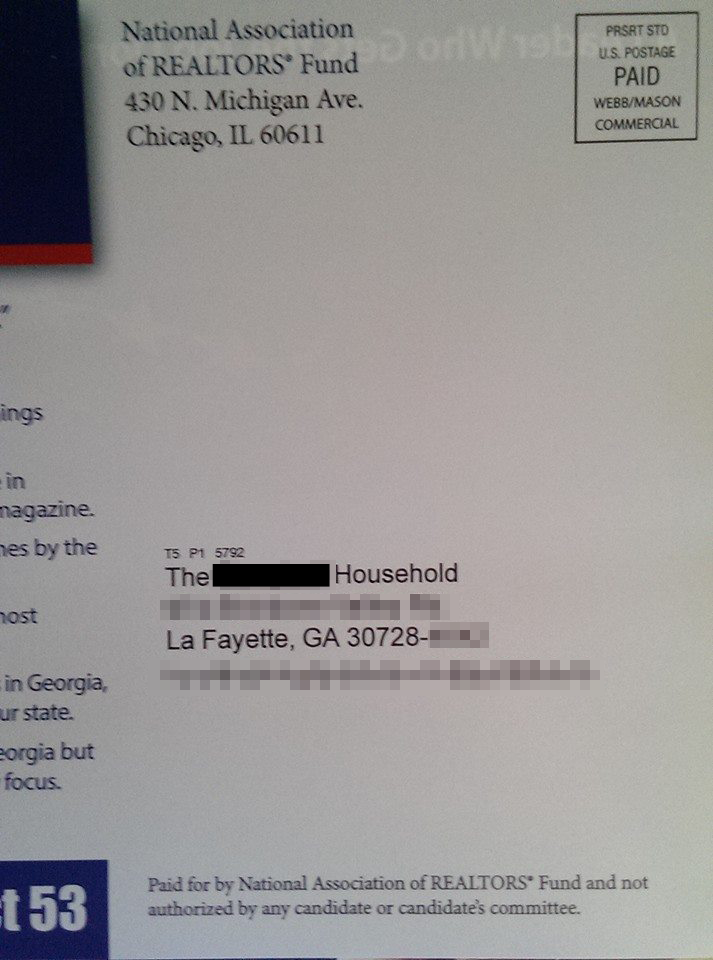 National Association
of REALTORS® Fund
430 N. Michigan Ave.
Chicago, IL 60611
PRSRT STD
U.S. POSTAGE
PAID
WEBB/MASON
COMMERCIAL
ings
in
magazine.
nes by the
nost
in Georgia,
ur state.
eorgia but
focus.
T5 P1 5792
The Household
La Fayette, GA 30728-
t 53
Paid for by National Association of REALTORS® Fund and not
authorized by any candidate or candidate's committee.